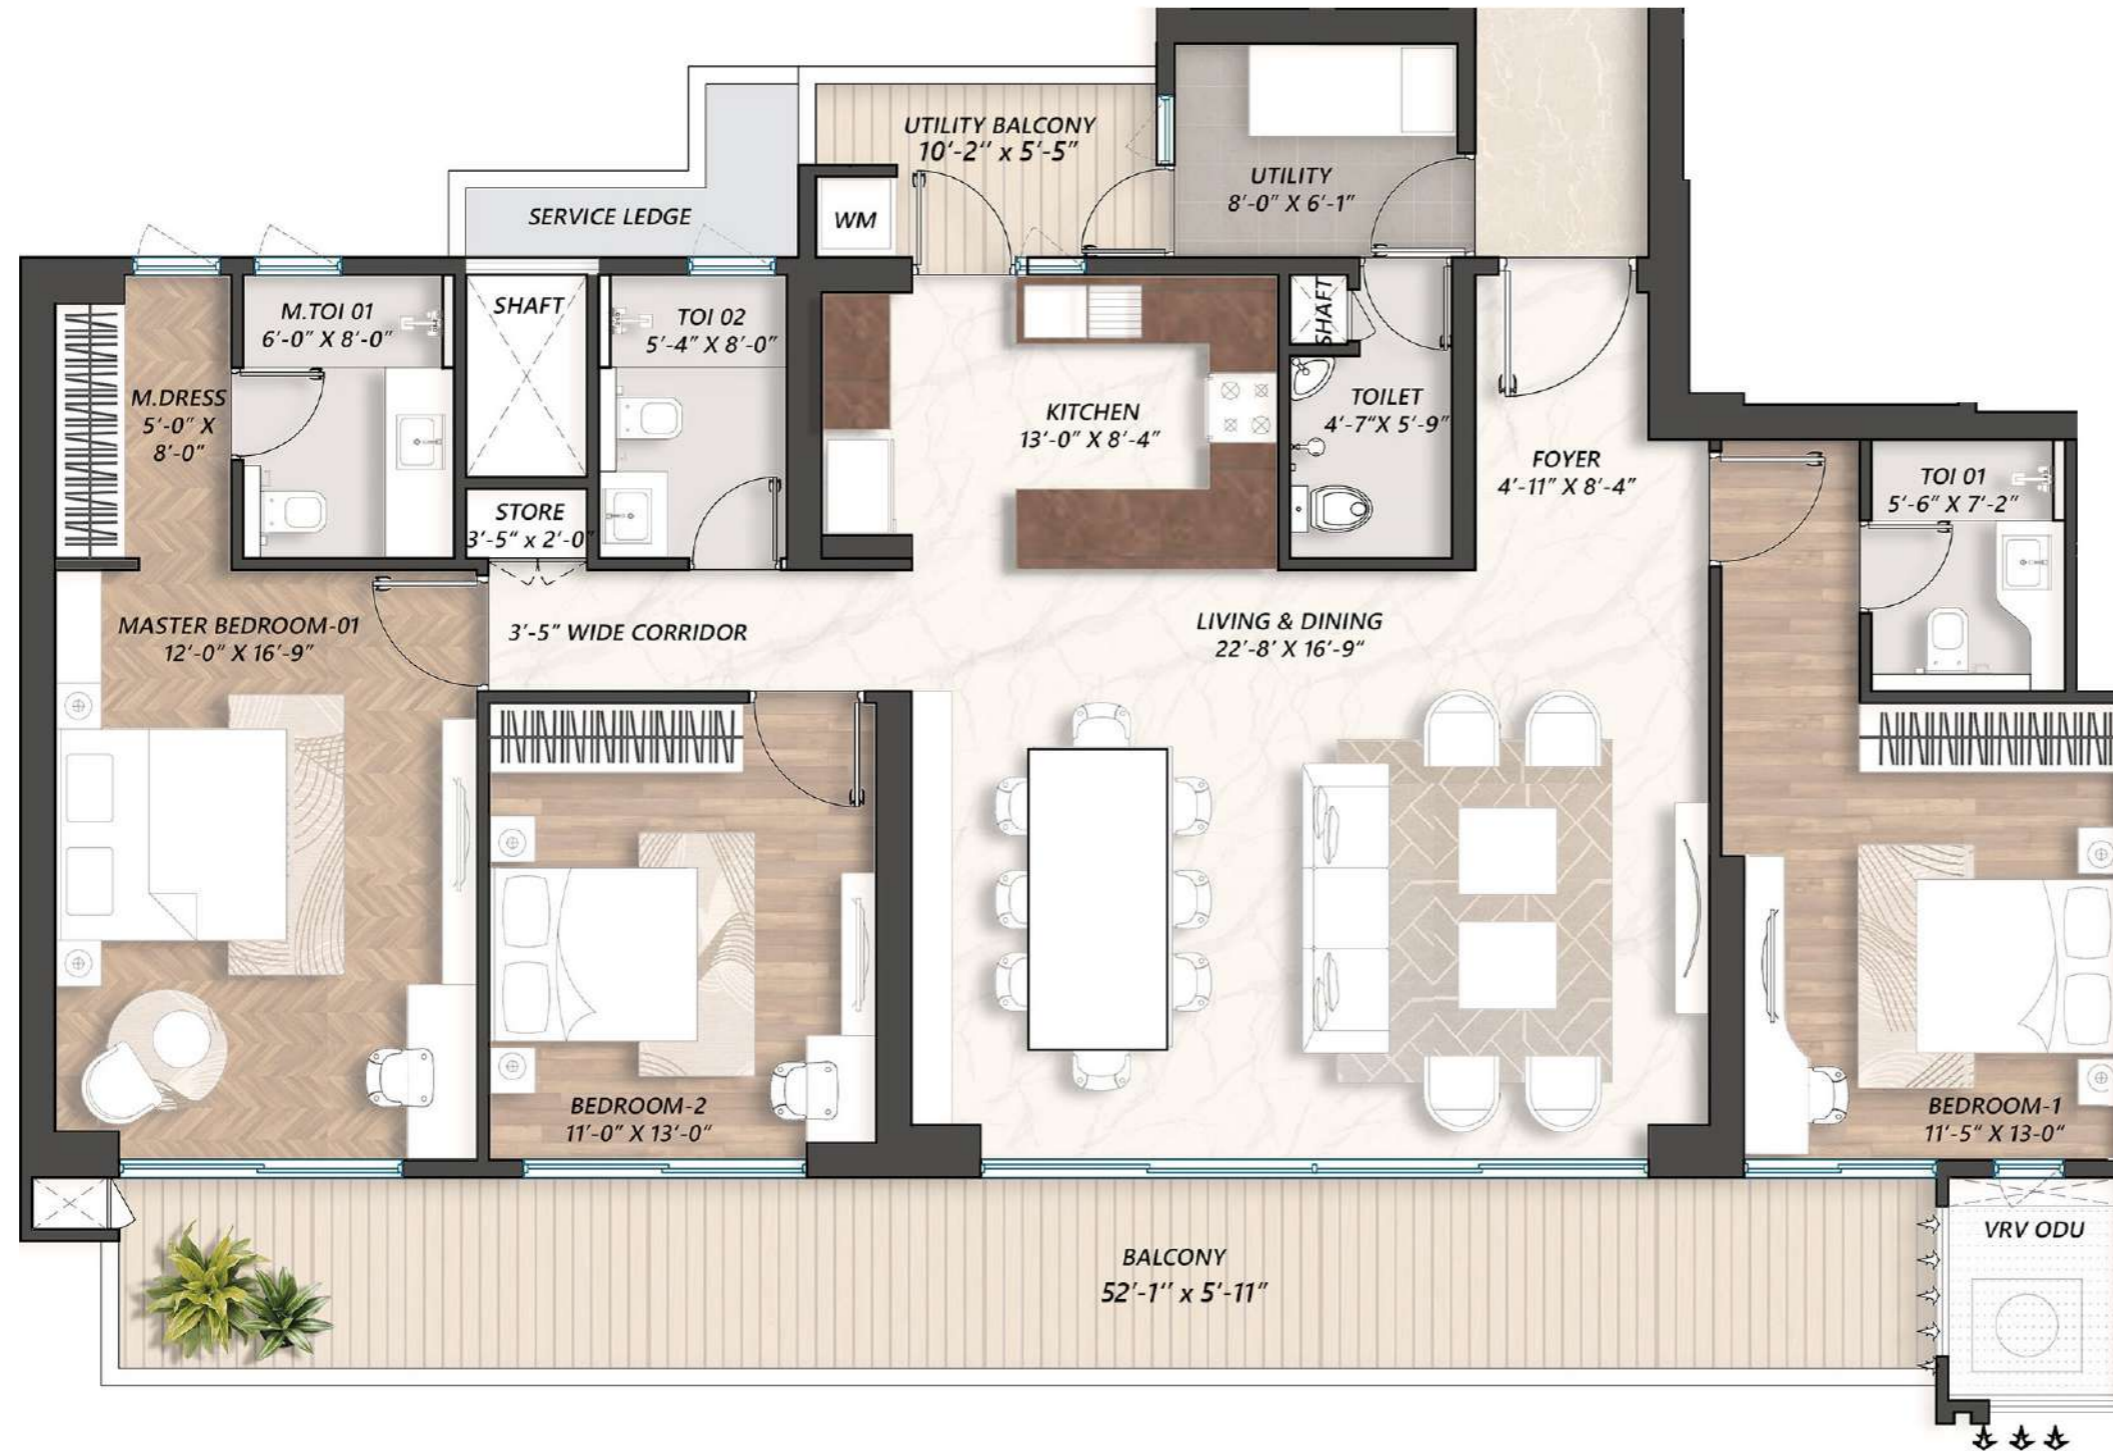 UTILITY BALCONY
10'-2'' x 5'-5"
UTILITY
8'-0" X 6'-1"
SERVICE LEDGE
WM
M.TOI 01
6'-0" X 8'-0"
SHAFT
TOI 02
5'-4" X 8'-0"
SHAFT
M.DRESS
5'-0" X
8'-0"
KITCHEN
13'-0" X 8'-4"
TOILET
4'-7"X 5'-9"
FOYER
4'-11" X 8'-4"
TOI 01
5'-6" X 7'-2"
STORE
3'-5" x 2'-0"
MASTER BEDROOM-01
12'-0" X 16'-9"
3'-5" WIDE CORRIDOR
LIVING & DINING
22'-8' X 16'-9"
BEDROOM-2
11'-0" X 13'-0"
BEDROOM-1
11'-5" X 13-0"
BALCONY
52'-1'' x 5'-11"
VRV ODU